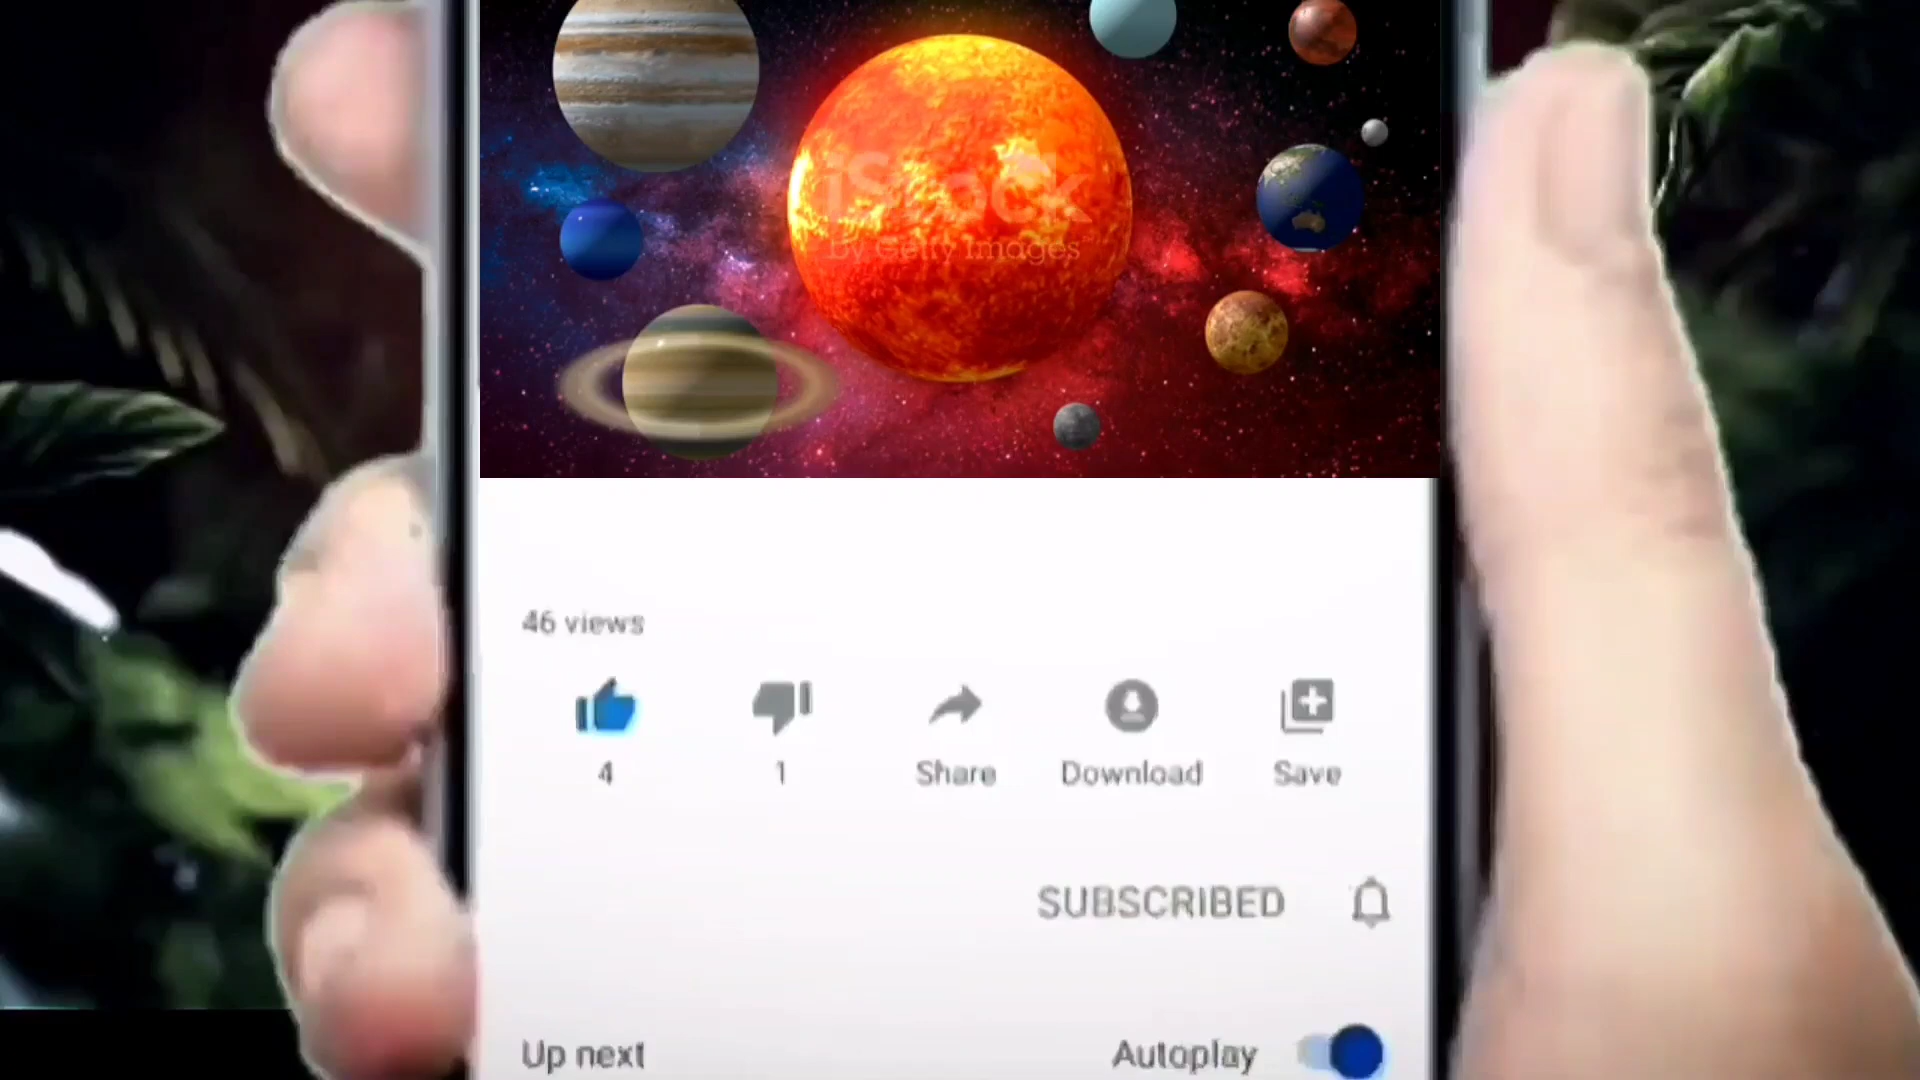 iStock
By Getty Images
46 views
4 1 Share Download Save
SUBSCRIBED
Up next Autoplay